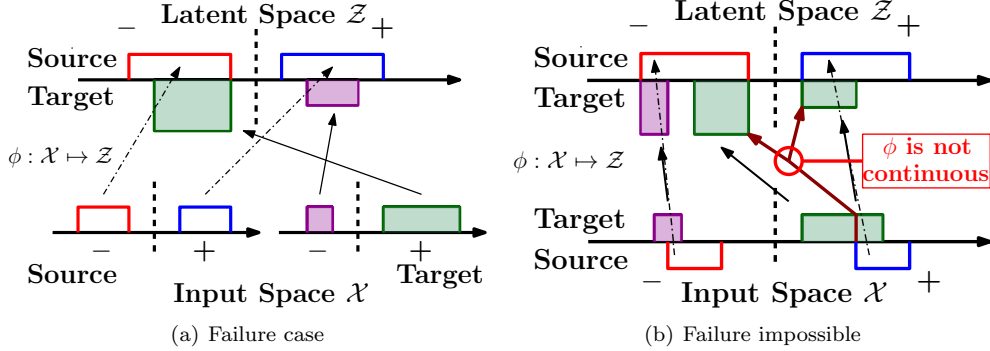 Latent Space 𝒵
− +
Source
Target
ϕ : 𝒳 ↦ 𝒵
− + − +
Source Target
Input Space 𝒳
(a) Failure case
Latent Space 𝒵
− +
Source
Target
ϕ : 𝒳 ↦ 𝒵
ϕ is not
continuous
Target
Source
− +
Input Space 𝒳
(b) Failure impossible